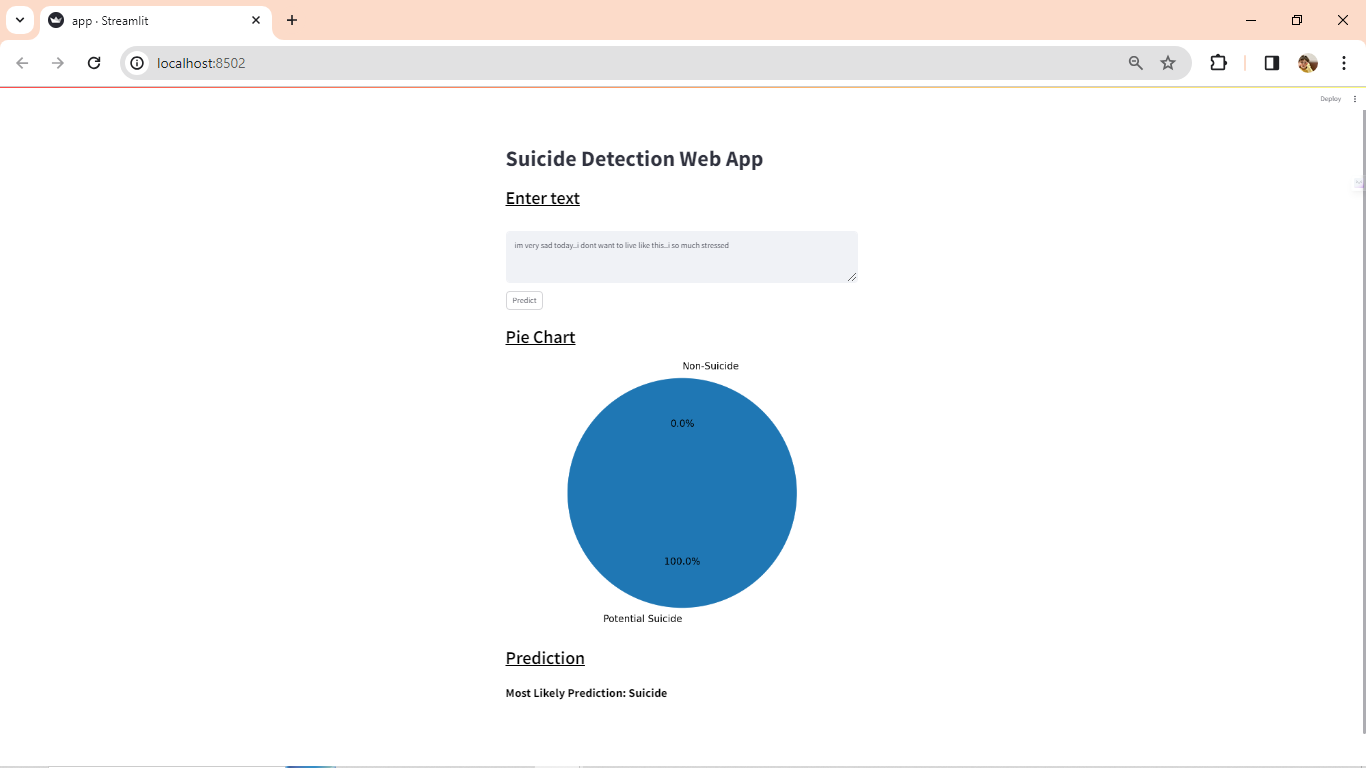 app · Streamlit
localhost:8502
Deploy
Suicide Detection Web App
Enter text
im very sad today...i dont want to live like this...i so much stressed
Predict
Pie Chart
Non-Suicide
0.0%
100.0%
Potential Suicide
Prediction
Most Likely Prediction: Suicide